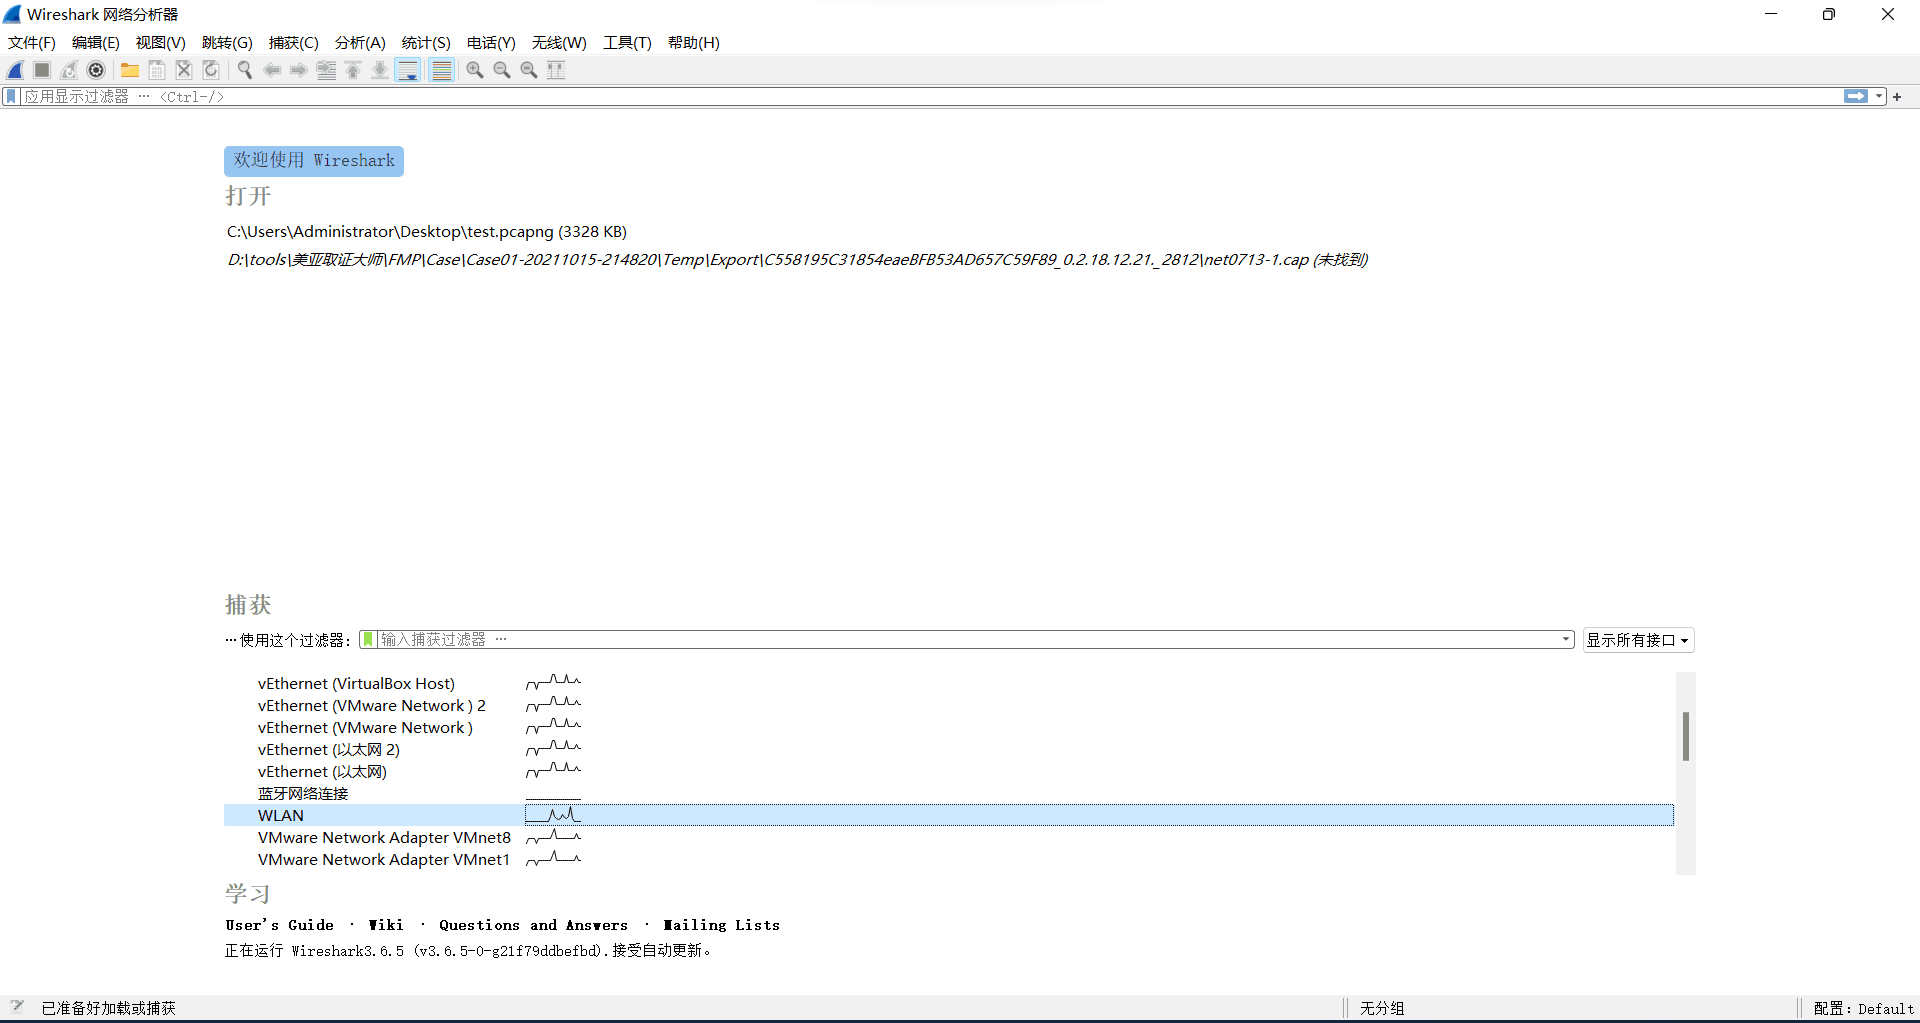 Wireshark 网络分析器
文件(F) 编辑(E) 视图(V) 跳转(G) 捕获(C) 分析(A) 统计(S) 电话(Y) 无线(W) 工具(T) 帮助(H)
应用显示过滤器 … <Ctrl-/>
欢迎使用 Wireshark
打开
C:\Users\Administrator\Desktop\test.pcapng (3328 KB)
D:\tools\美亚取证大师\FMP\Case\Case01-20211015-214820\Temp\Export\C558195C31854eaeBFB53AD657C59F89_0.2.18.12.21._2812\net0713-1.cap (未找到)
捕获
…使用这个过滤器: 输入捕获过滤器 … 显示所有接口
vEthernet (VirtualBox Host)
vEthernet (VMware Network ) 2
vEthernet (VMware Network )
vEthernet (以太网 2)
vEthernet (以太网)
蓝牙网络连接
WLAN
VMware Network Adapter VMnet8
VMware Network Adapter VMnet1
学习
User's Guide · Wiki · Questions and Answers · Mailing Lists
正在运行 Wireshark3.6.5 (v3.6.5-0-g21f79ddbefbd).接受自动更新。
已准备好加载或捕获 无分组 配置: Default